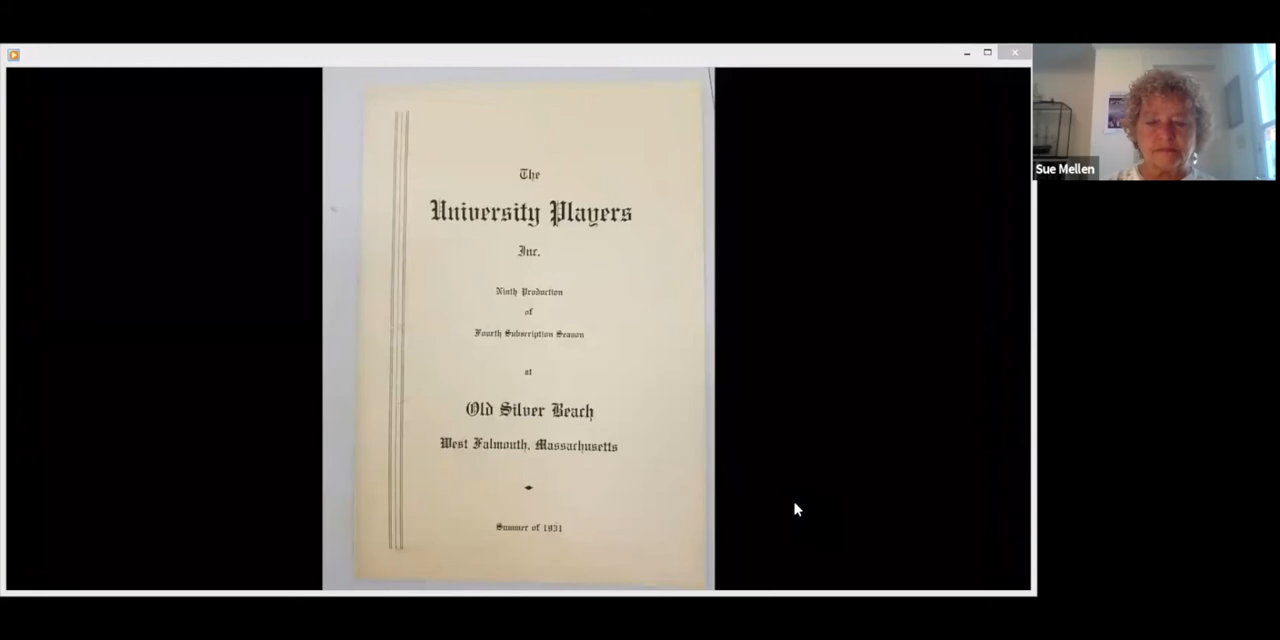 The
University Players
Inc.
Ninth Production
of
Fourth Subscription Season
at
Old Silver Beach
West Falmouth, Massachusetts
Summer of 1931
Sue Mellen